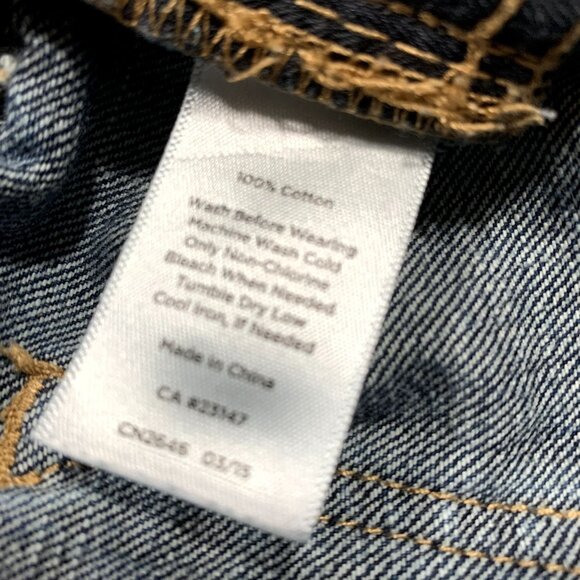 100% Cotton
Wash Before Wearing
Machine Wash Cold
Only Non-Chlorine
Bleach When Needed
Tumble Dry Low
Cool Iron, If Needed
Made in China
CA #23147
CN2646 03/15